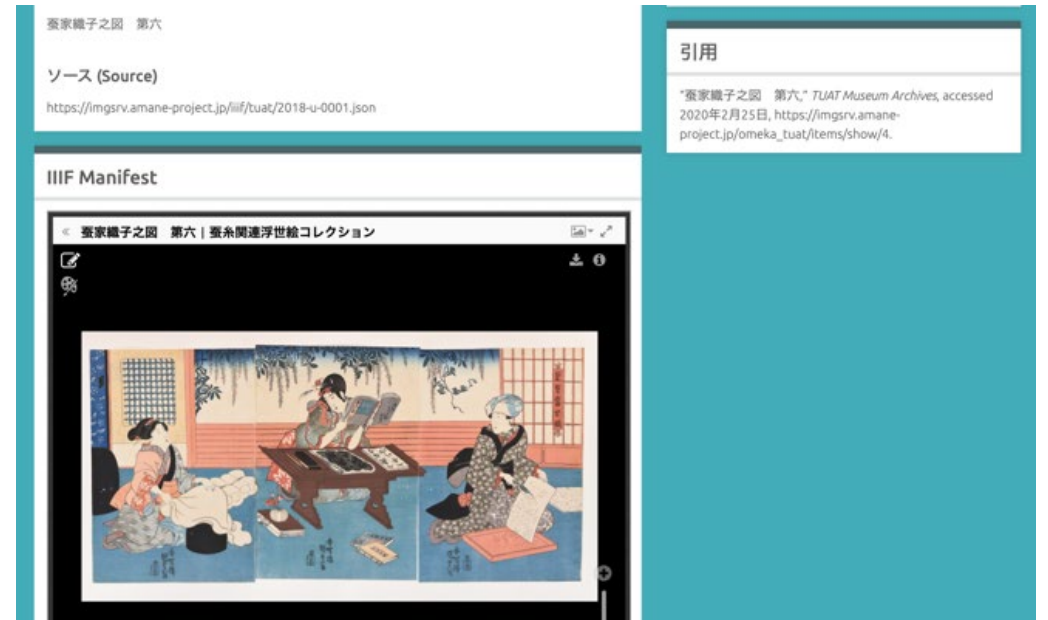 蚕家織子之図　第六
ソース (Source)
https://imgsrv.amane-project.jp/iiif/tuat/2018-u-0001.json
IIIF Manifest
« 蚕家織子之図　第六 | 蚕糸関連浮世絵コレクション
引用
"蚕家織子之図　第六," TUAT Museum Archives, accessed
2020年2月25日, https://imgsrv.amane-
project.jp/omeka_tuat/items/show/4.